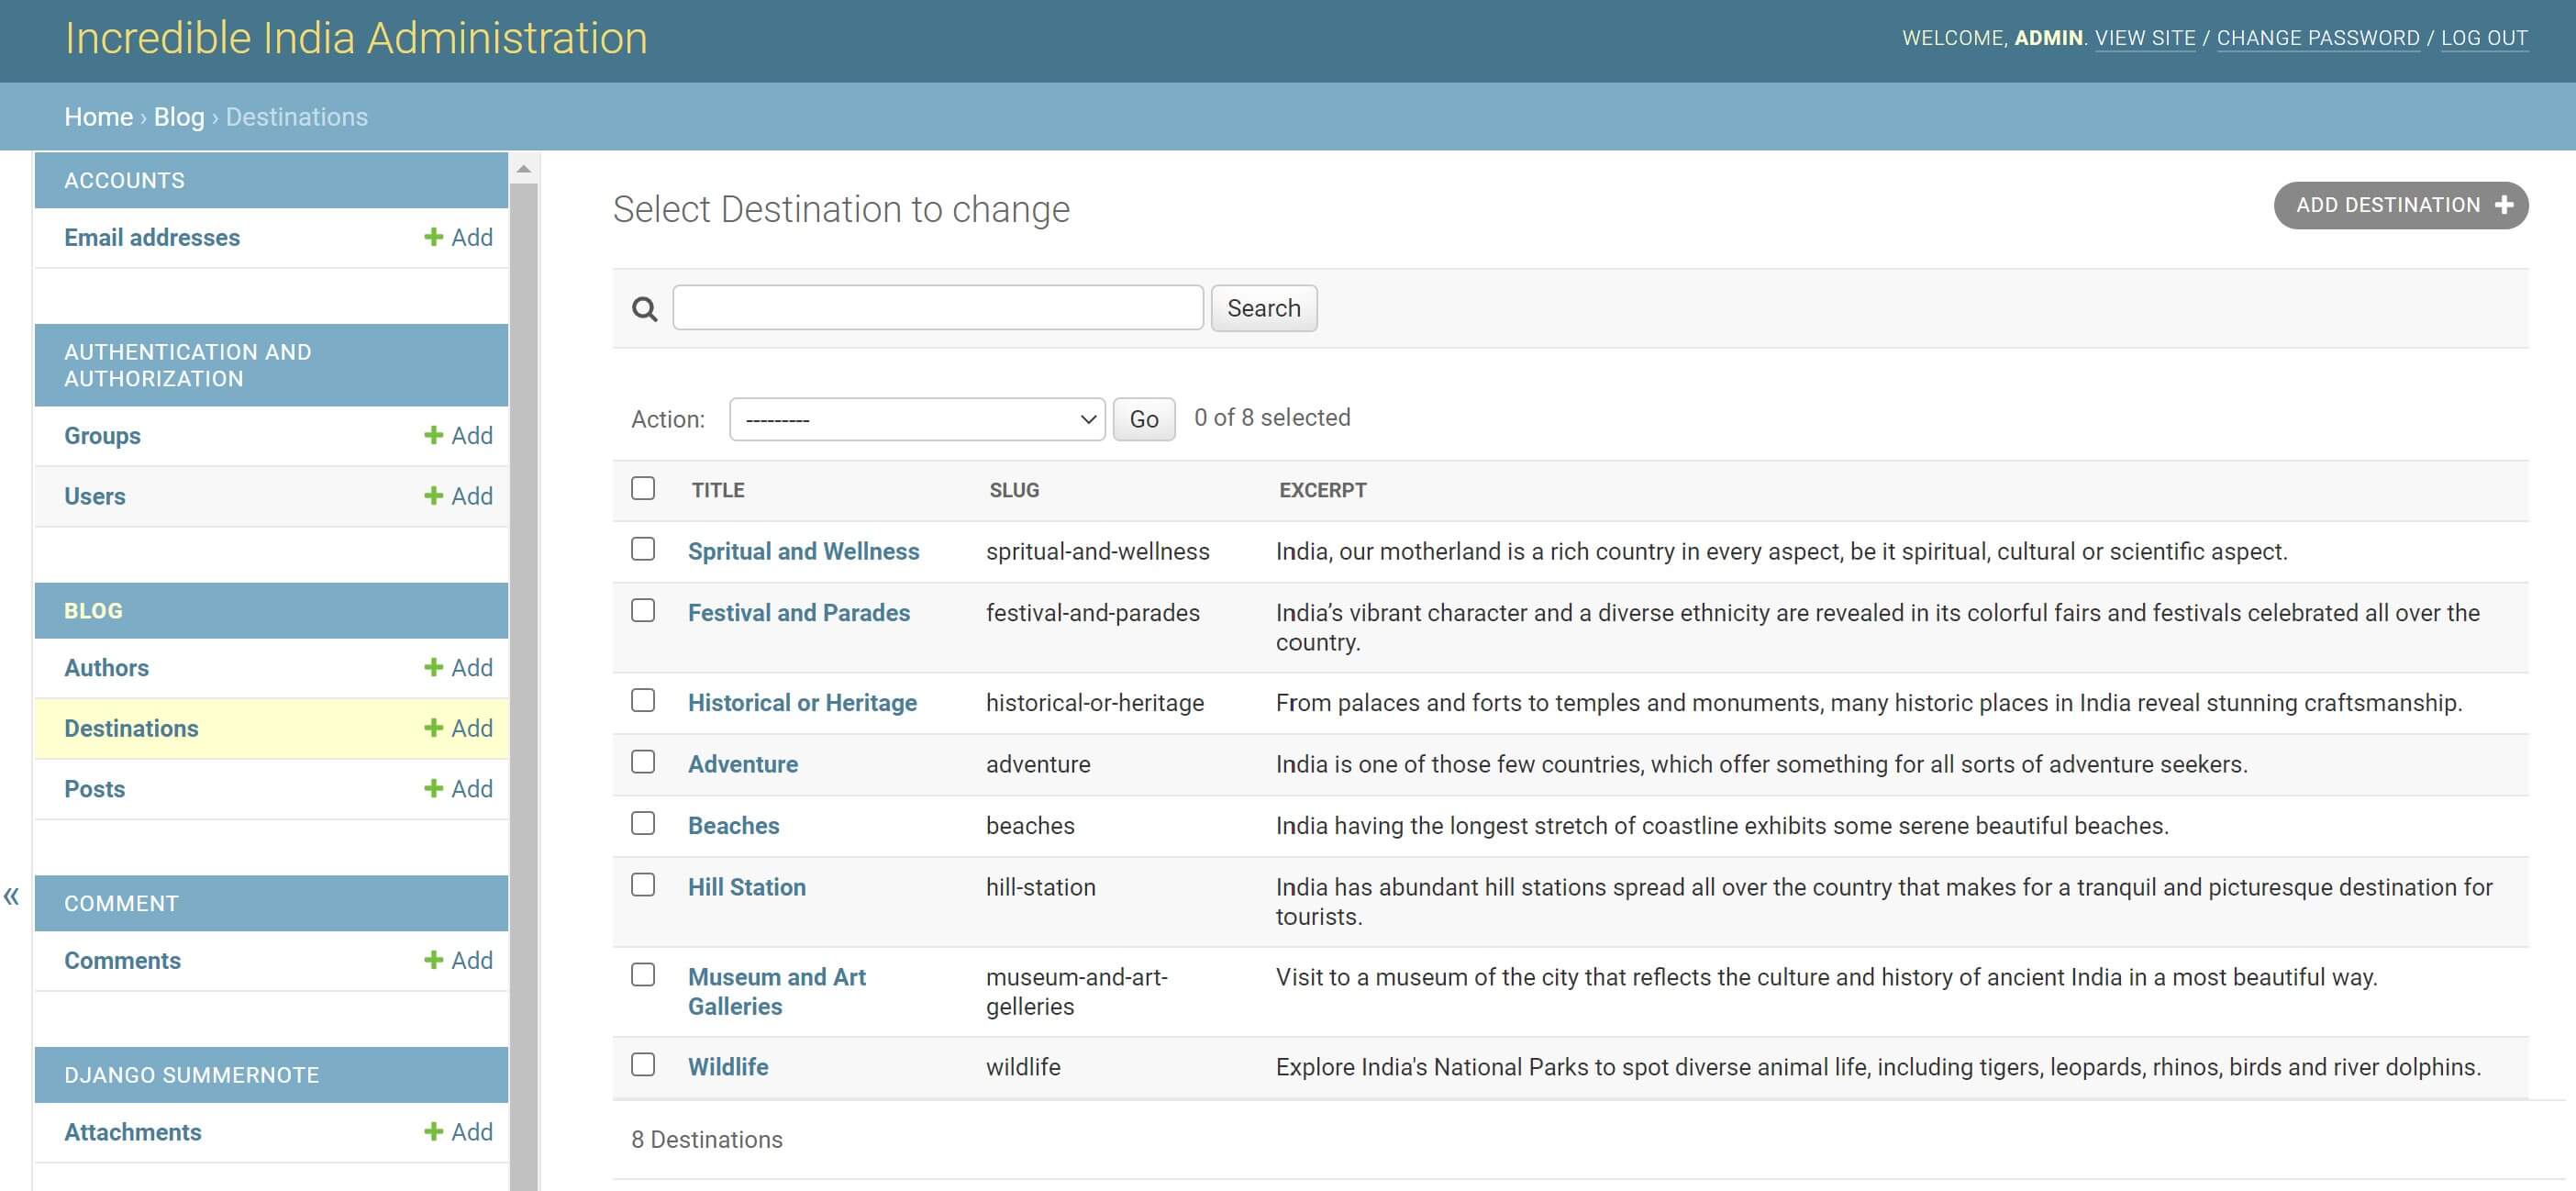 Incredible India Administration
WELCOME, ADMIN. VIEW SITE / CHANGE PASSWORD / LOG OUT
Home › Blog › Destinations
ACCOUNTS
Email addresses + Add
AUTHENTICATION AND
AUTHORIZATION
Groups + Add
Users + Add
BLOG
Authors + Add
Destinations + Add
Posts + Add
«
COMMENT
Comments + Add
DJANGO SUMMERNOTE
Attachments + Add
Select Destination to change
ADD DESTINATION +
Search
Action: --------- Go 0 of 8 selected
TITLE SLUG EXCERPT
Spritual and Wellness spritual-and-wellness India, our motherland is a rich country in every aspect, be it spiritual, cultural or scientific aspect.
Festival and Parades festival-and-parades India’s vibrant character and a diverse ethnicity are revealed in its colorful fairs and festivals celebrated all over the
country.
Historical or Heritage historical-or-heritage From palaces and forts to temples and monuments, many historic places in India reveal stunning craftsmanship.
Adventure adventure India is one of those few countries, which offer something for all sorts of adventure seekers.
Beaches beaches India having the longest stretch of coastline exhibits some serene beautiful beaches.
Hill Station hill-station India has abundant hill stations spread all over the country that makes for a tranquil and picturesque destination for
tourists.
Museum and Art museum-and-art- Visit to a museum of the city that reflects the culture and history of ancient India in a most beautiful way.
Galleries gelleries
Wildlife wildlife Explore India's National Parks to spot diverse animal life, including tigers, leopards, rhinos, birds and river dolphins.
8 Destinations